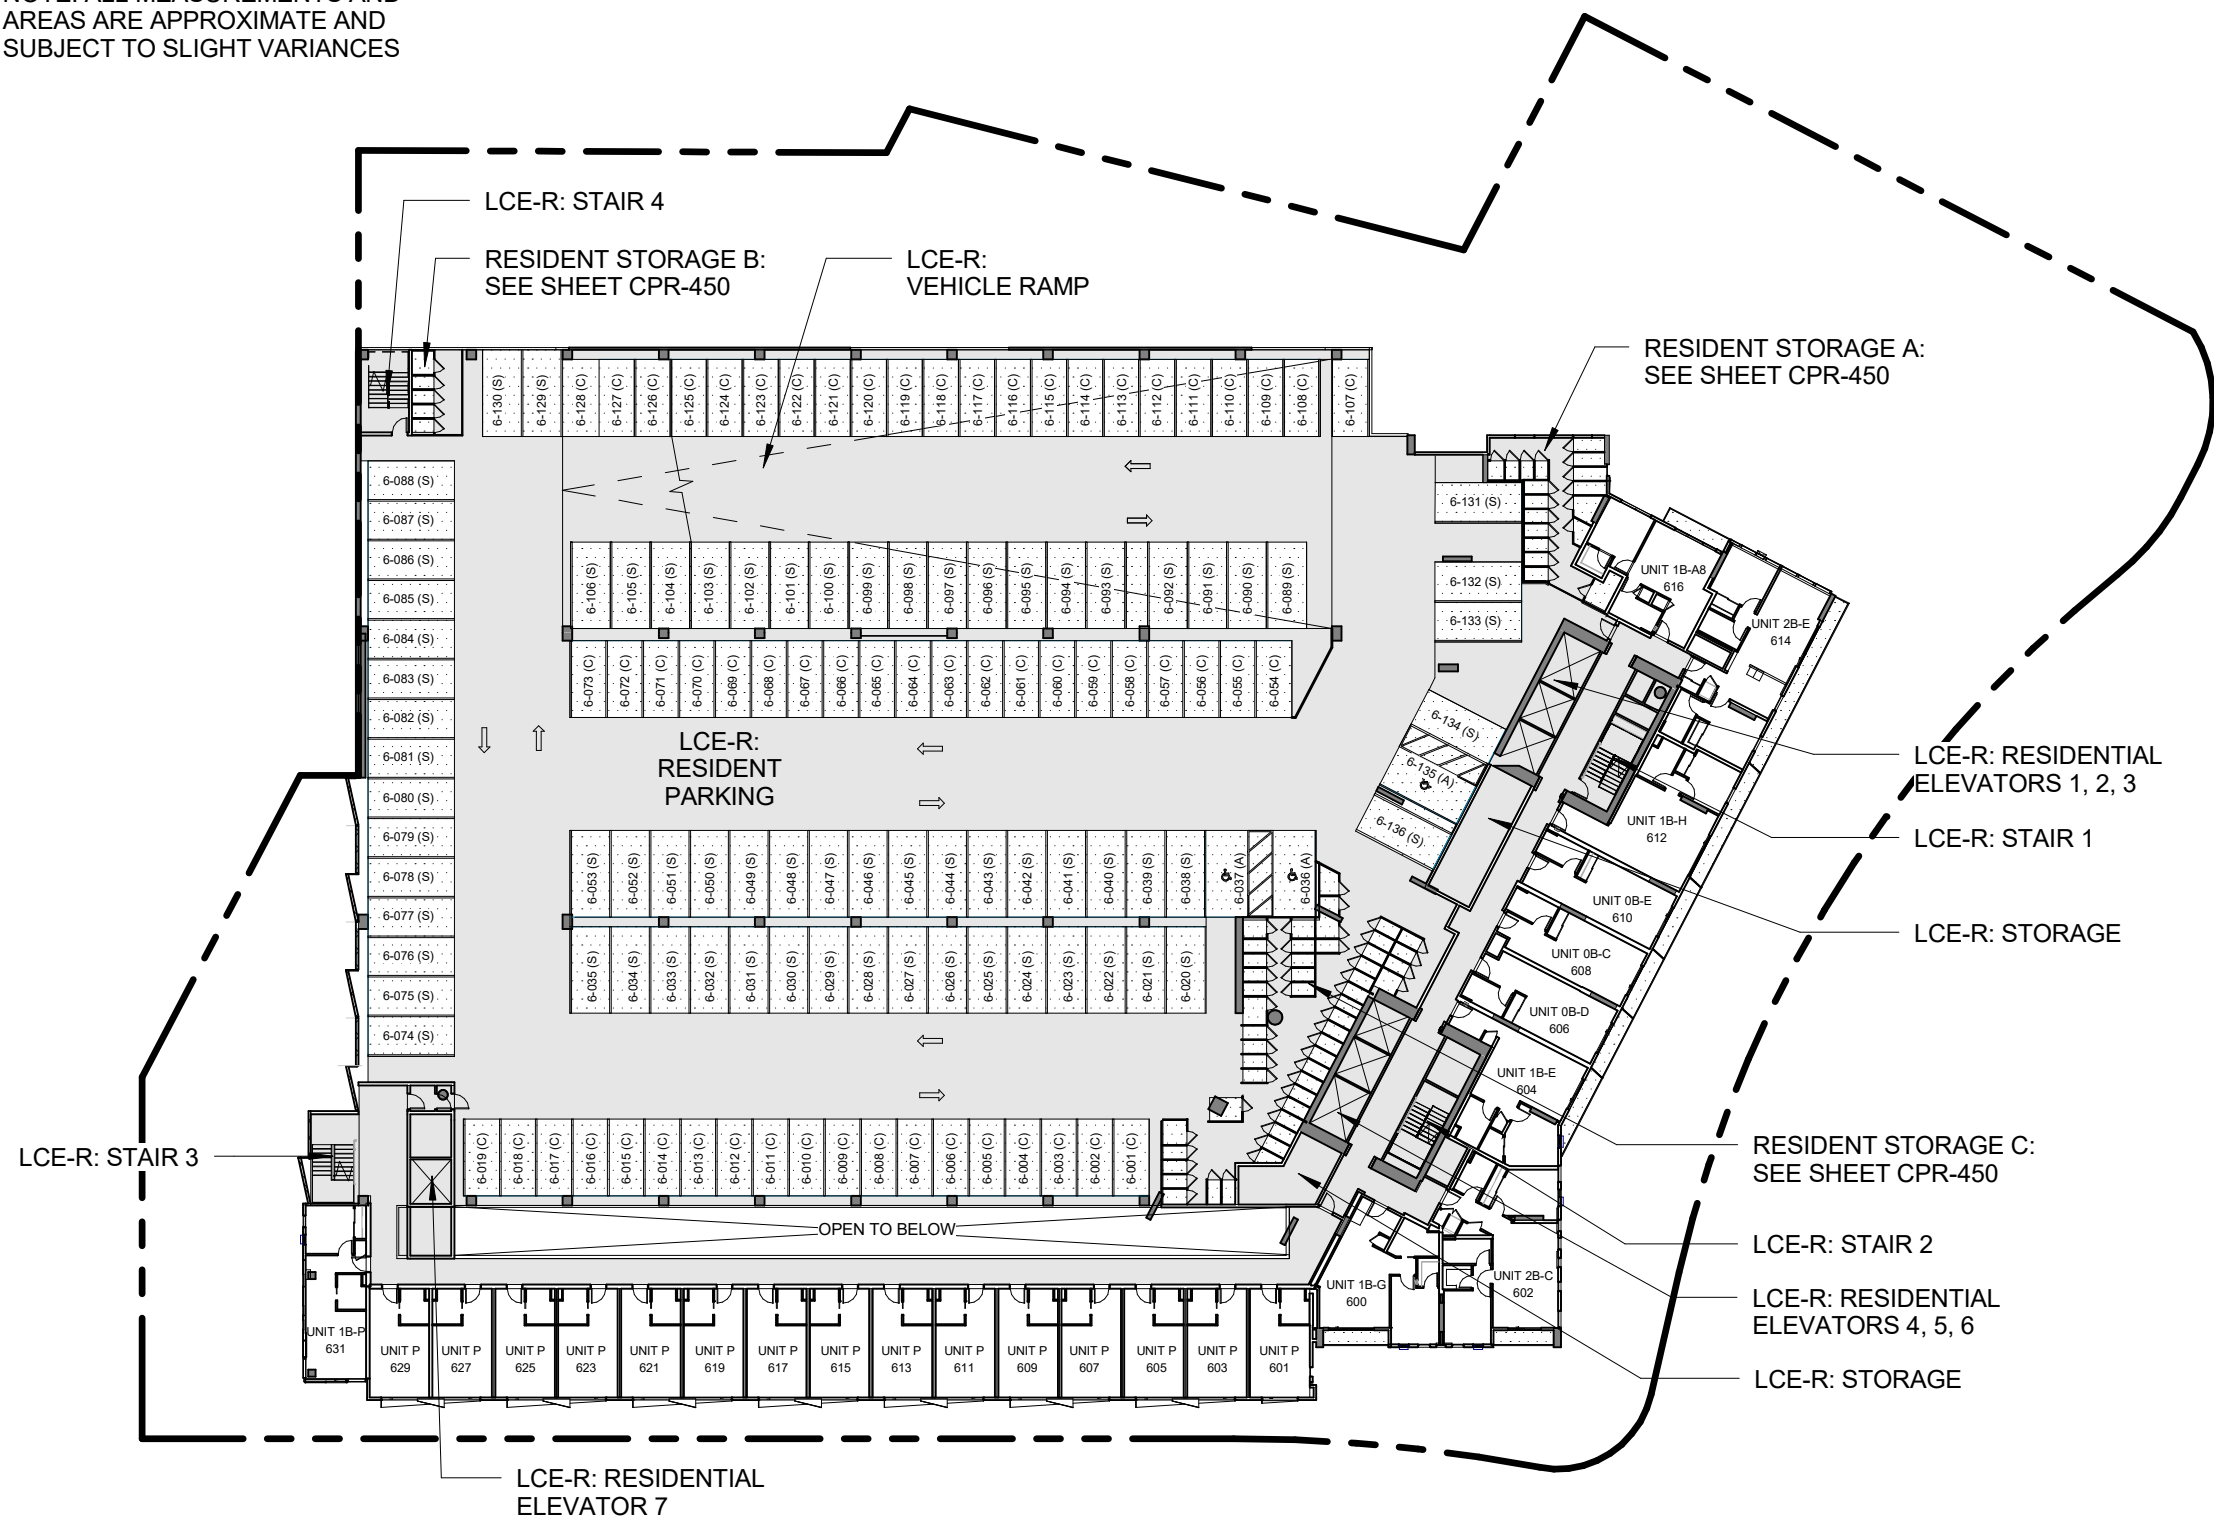 AREAS ARE APPROXIMATE AND
SUBJECT TO SLIGHT VARIANCES
LCE-R: STAIR 4
RESIDENT STORAGE B:
SEE SHEET CPR-450
LCE-R:
VEHICLE RAMP
RESIDENT STORAGE A:
SEE SHEET CPR-450
6-130 (S)
6-129 (S)
6-128 (C)
6-127 (C)
6-126 (C)
6-125 (C)
6-124 (C)
6-123 (C)
6-122 (C)
6-121 (C)
6-120 (C)
6-119 (C)
6-118 (C)
6-117 (C)
6-116 (C)
6-115 (C)
6-114 (C)
6-113 (C)
6-112 (C)
6-111 (C)
6-110 (C)
6-109 (C)
6-108 (C)
6-107 (C)
6-088 (S)
6-087 (S)
6-086 (S)
6-085 (S)
6-084 (S)
6-083 (S)
6-082 (S)
6-081 (S)
6-080 (S)
6-079 (S)
6-078 (S)
6-077 (S)
6-076 (S)
6-075 (S)
6-074 (S)
6-106 (S)
6-105 (S)
6-104 (S)
6-103 (S)
6-102 (S)
6-101 (S)
6-100 (S)
6-099 (S)
6-098 (S)
6-097 (S)
6-096 (S)
6-095 (S)
6-094 (S)
6-093 (S)
6-092 (S)
6-091 (S)
6-090 (S)
6-089 (S)
6-073 (C)
6-072 (C)
6-071 (C)
6-070 (C)
6-069 (C)
6-068 (C)
6-067 (C)
6-066 (C)
6-065 (C)
6-064 (C)
6-063 (C)
6-062 (C)
6-061 (C)
6-060 (C)
6-059 (C)
6-058 (C)
6-057 (C)
6-056 (C)
6-055 (C)
6-054 (C)
6-131 (S)
6-132 (S)
6-133 (S)
6-134 (S)
6-135 (A)
6-136 (S)
LCE-R:
RESIDENT
PARKING
6-053 (S)
6-052 (S)
6-051 (S)
6-050 (S)
6-049 (S)
6-048 (S)
6-047 (S)
6-046 (S)
6-045 (S)
6-044 (S)
6-043 (S)
6-042 (S)
6-041 (S)
6-040 (S)
6-039 (S)
6-038 (S)
6-037 (A)
6-036 (A)
6-035 (S)
6-034 (S)
6-033 (S)
6-032 (S)
6-031 (S)
6-030 (S)
6-029 (S)
6-028 (S)
6-027 (S)
6-026 (S)
6-025 (S)
6-024 (S)
6-023 (S)
6-022 (S)
6-021 (S)
6-020 (S)
6-019 (C)
6-018 (C)
6-017 (C)
6-016 (C)
6-015 (C)
6-014 (C)
6-013 (C)
6-012 (C)
6-011 (C)
6-010 (C)
6-009 (C)
6-008 (C)
6-007 (C)
6-006 (C)
6-005 (C)
6-004 (C)
6-003 (C)
6-002 (C)
6-001 (C)
UNIT 1B-A8
616
UNIT 2B-E
614
UNIT 1B-H
612
UNIT 0B-E
610
UNIT 0B-C
608
UNIT 0B-D
606
UNIT 1B-E
604
UNIT 2B-C
602
UNIT 1B-G
600
LCE-R: RESIDENTIAL
ELEVATORS 1, 2, 3
LCE-R: STAIR 1
LCE-R: STORAGE
RESIDENT STORAGE C:
SEE SHEET CPR-450
LCE-R: STAIR 2
LCE-R: RESIDENTIAL
ELEVATORS 4, 5, 6
LCE-R: STORAGE
LCE-R: STAIR 3
OPEN TO BELOW
UNIT 1B-P
631
UNIT P
629
UNIT P
627
UNIT P
625
UNIT P
623
UNIT P
621
UNIT P
619
UNIT P
617
UNIT P
615
UNIT P
613
UNIT P
611
UNIT P
609
UNIT P
607
UNIT P
605
UNIT P
603
UNIT P
601
LCE-R: RESIDENTIAL
ELEVATOR 7